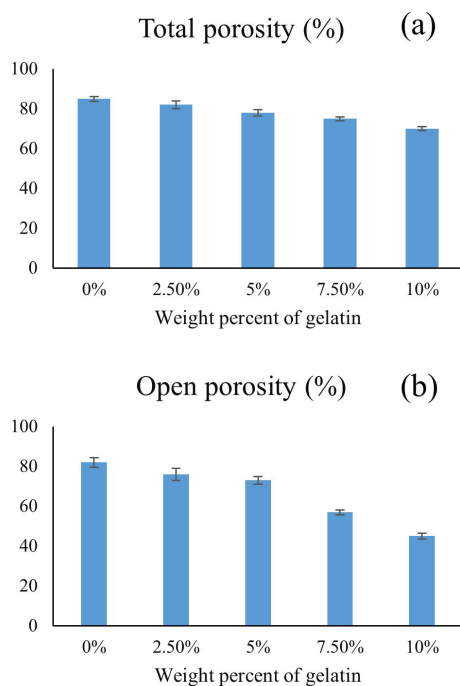 Total porosity (%) (a)
100
80
60
40
20
0
0% 2.50% 5% 7.50% 10%
Weight percent of gelatin
Open porosity (%) (b)
100
80
60
40
20
0
0% 2.50% 5% 7.50% 10%
Weight percent of gelatin